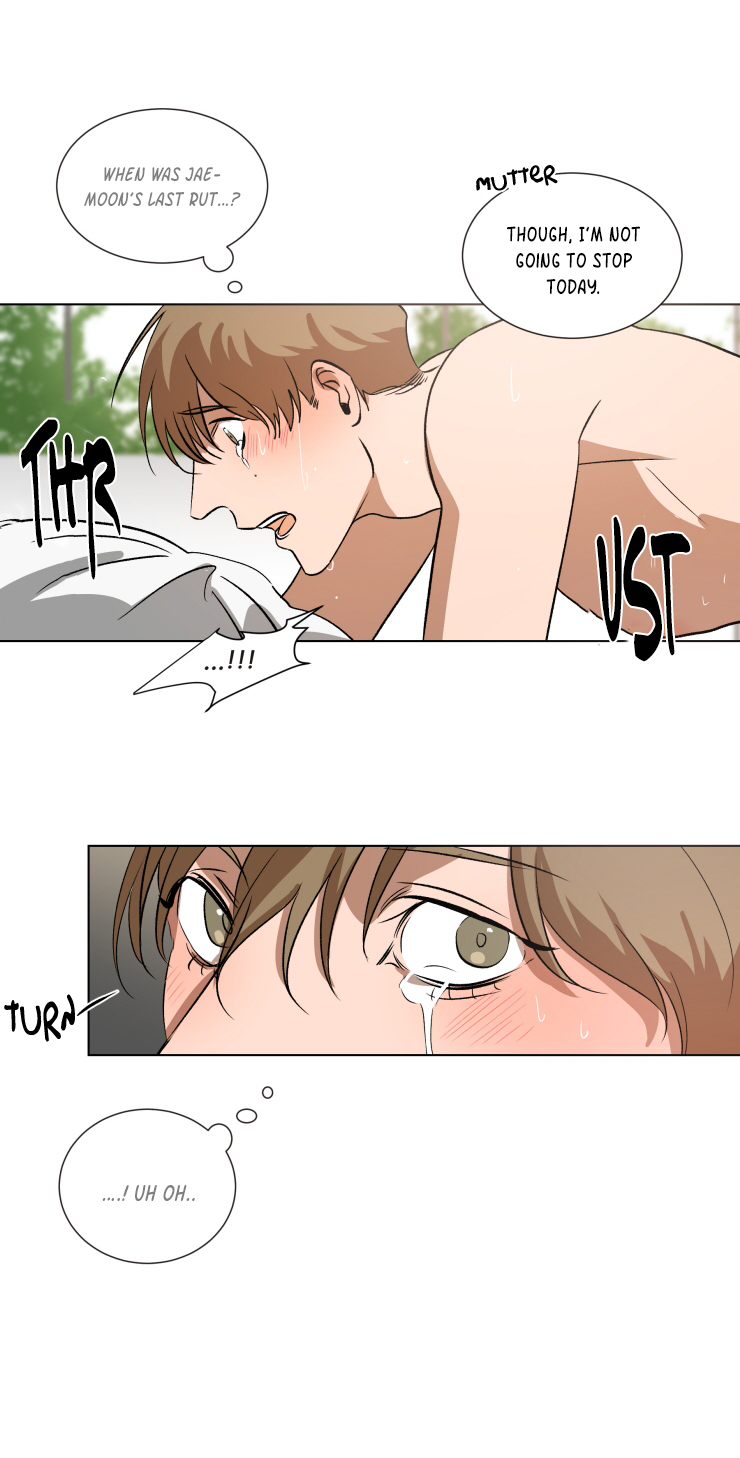 WHEN WAS JAE-
MOON'S LAST RUT...?
MUTTER
THOUGH, I'M NOT
GOING TO STOP
TODAY.
THR
UST
...!!!
TURN
....! UH OH..